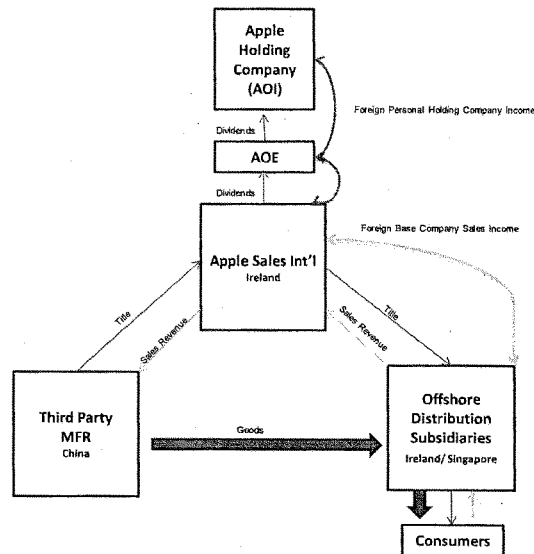 Apple
Holding
Company
(AOI)
Foreign Personal Holding Company Income
Dividends
AOE
Dividends
Foreign Base Company Sales Income
Apple Sales Int'l
Ireland
Title
Sales Revenue
Sales Revenue
Title
Third Party
MFR
China
Goods
Offshore
Distribution
Subsidiaries
Ireland/ Singapore
Consumers